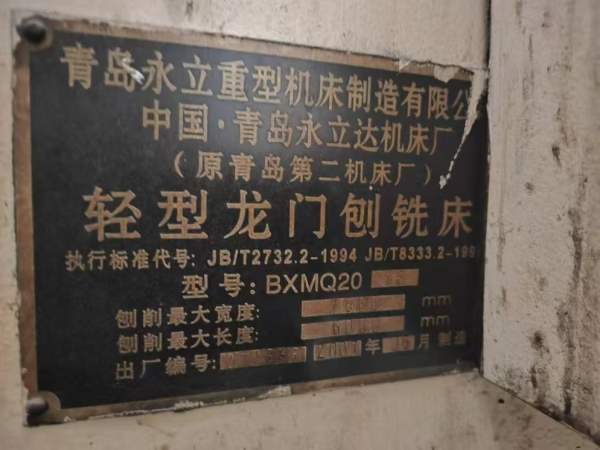 青岛永立重型机床制造有限公
中国·青岛永立达机床厂
(原青岛第二机床厂)
轻型龙门刨铣床
执行标准代号: JB/T2732.2-1994 JB/T8333.2-199
型号: BXMQ20
刨削最大宽度: mm
刨削最大长度: mm
出厂编号: 年 月制造